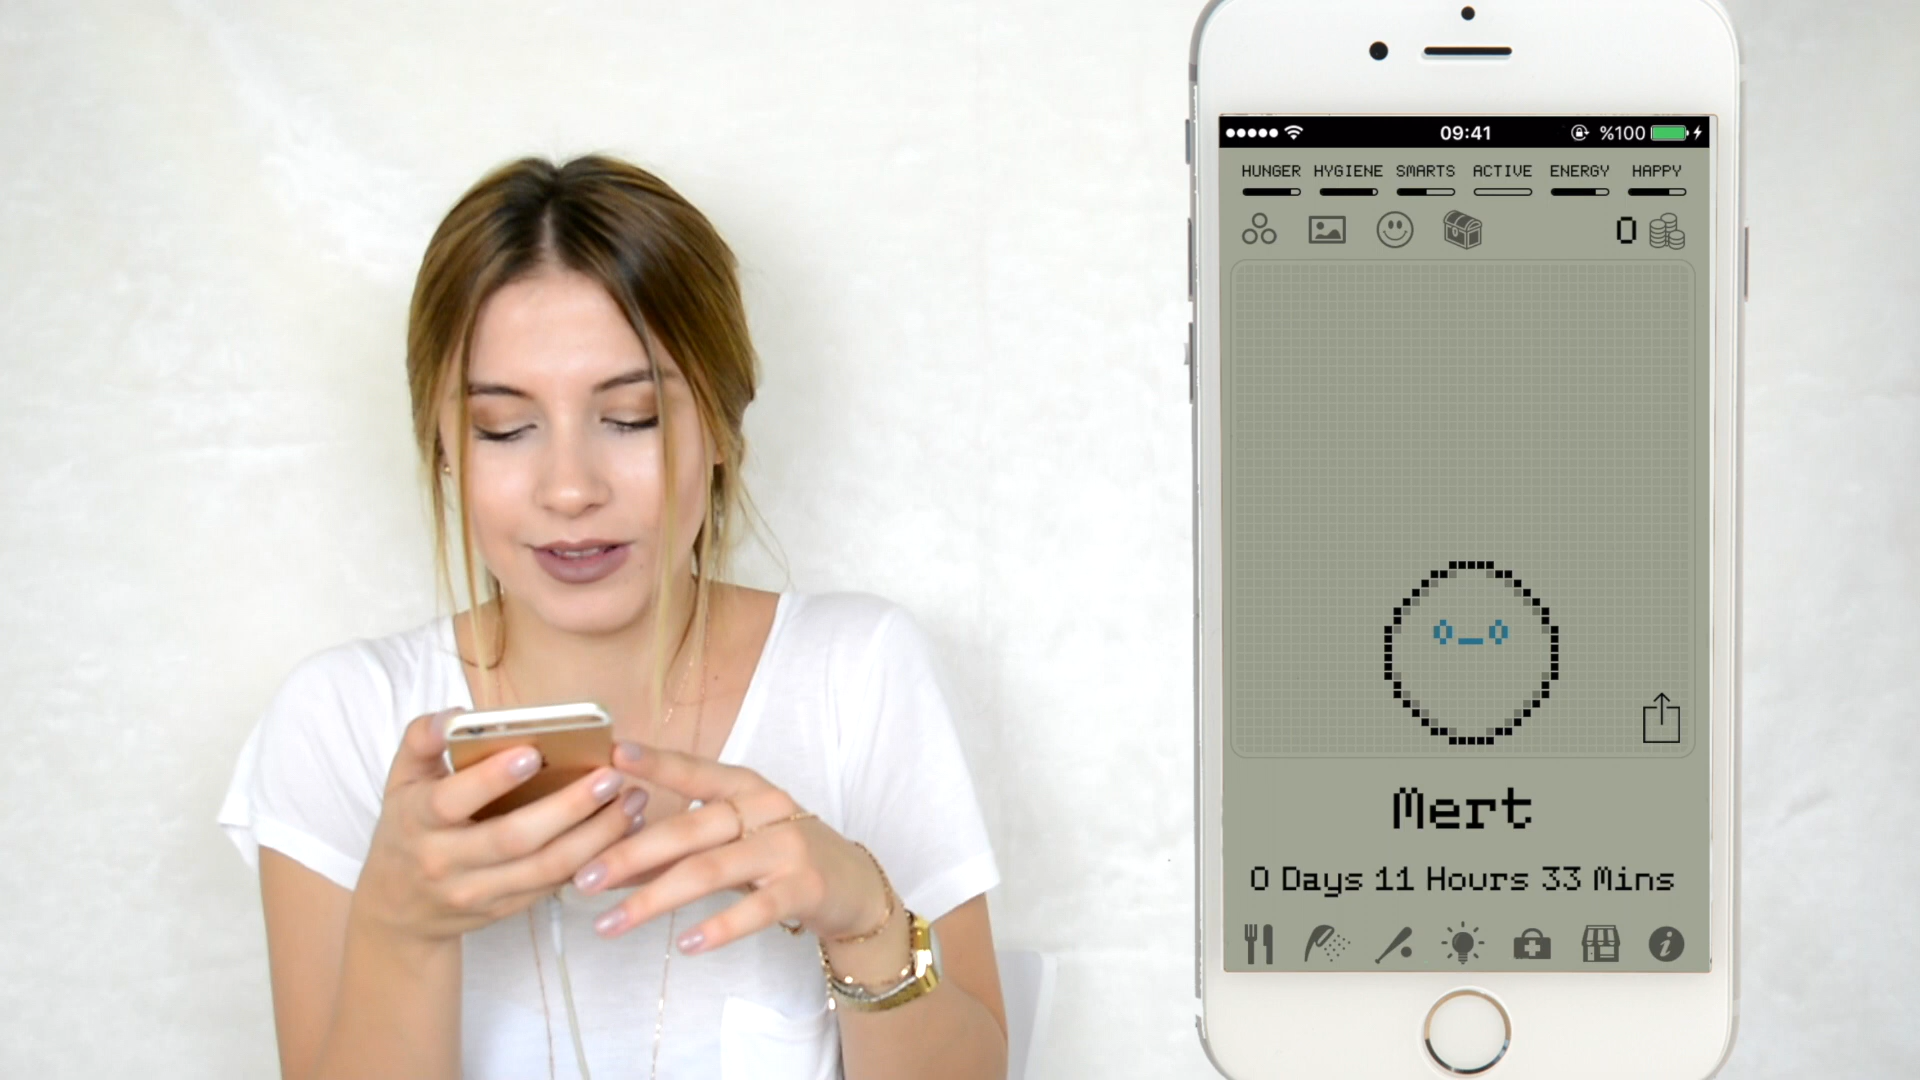 09:41 %100
HUNGER HYGIENE SMARTS ACTIVE ENERGY HAPPY
0
Mert
0 Days 11 Hours 33 Mins